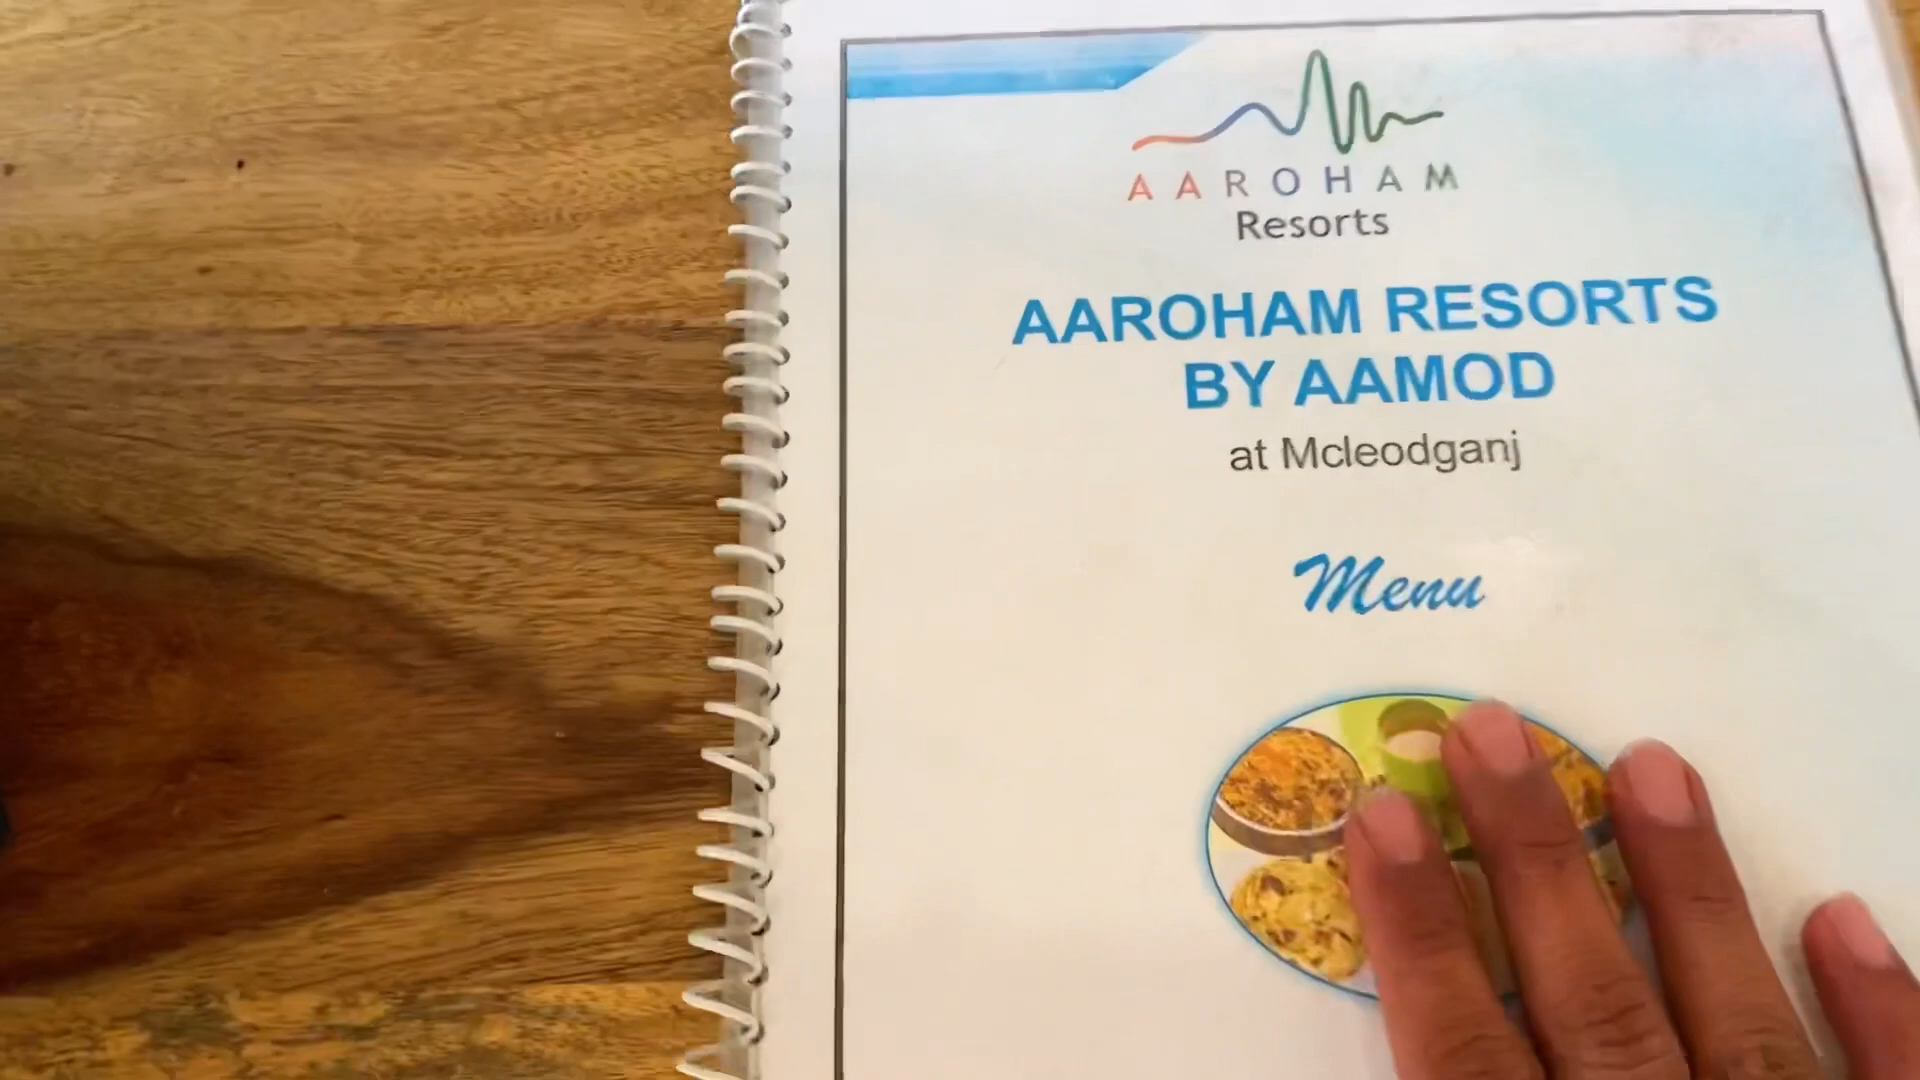 AAROHAM
Resorts
AAROHAM RESORTS
BY AAMOD
at Mcleodganj
Menu